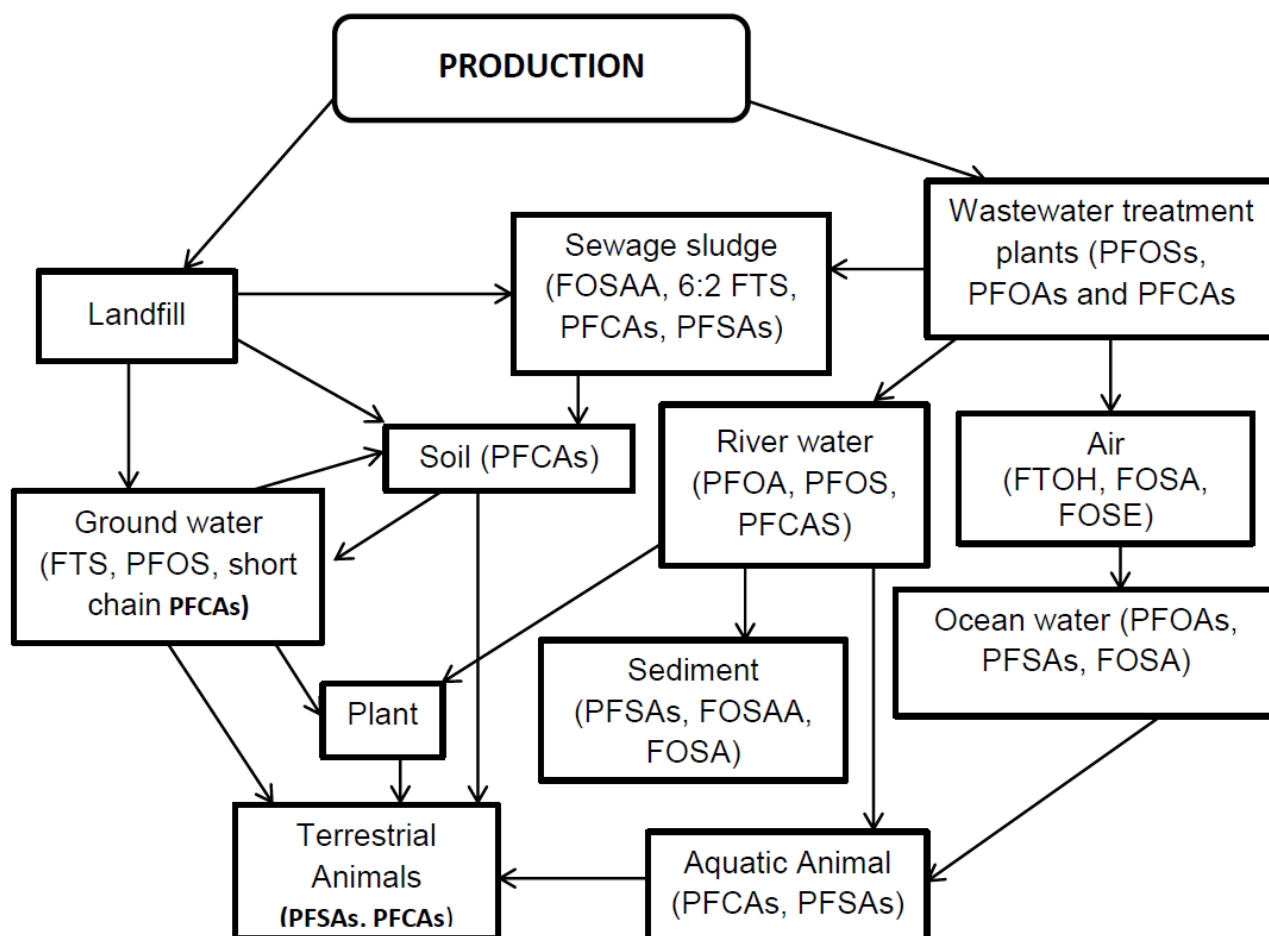 PRODUCTION
Wastewater treatment
plants (PFOSs,
PFOAs and PFCAs
Sewage sludge
(FOSAA, 6:2 FTS,
PFCAs, PFSAs)
Landfill
Soil (PFCAs)
River water
(PFOA, PFOS,
PFCAS)
Air
(FTOH, FOSA,
FOSE)
Ground water
(FTS, PFOS, short
chain PFCAs)
Ocean water (PFOAs,
PFSAs, FOSA)
Sediment
(PFSAs, FOSAA,
FOSA)
Plant
Terrestrial
Animals
(PFSAs. PFCAs)
Aquatic Animal
(PFCAs, PFSAs)